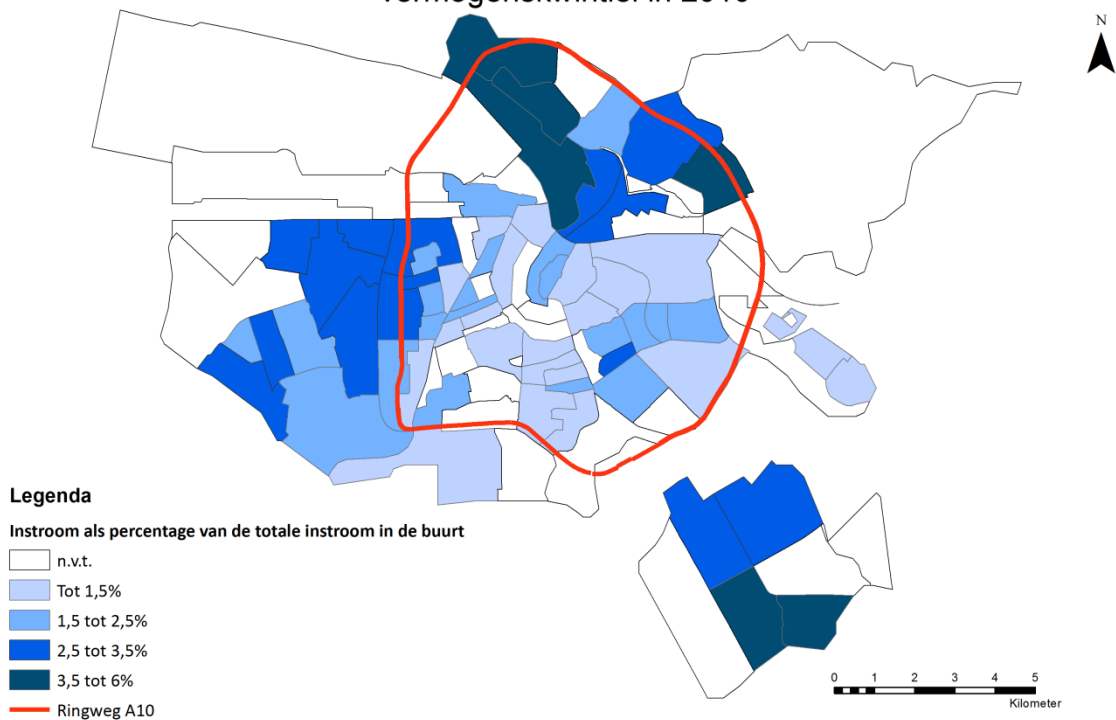 N
Legenda
Instroom als percentage van de totale instroom in de buurt
n.v.t.
Tot 1,5%
1,5 tot 2,5%
2,5 tot 3,5%
3,5 tot 6%
Ringweg A10
0 1 2 3 4 5
Kilometer